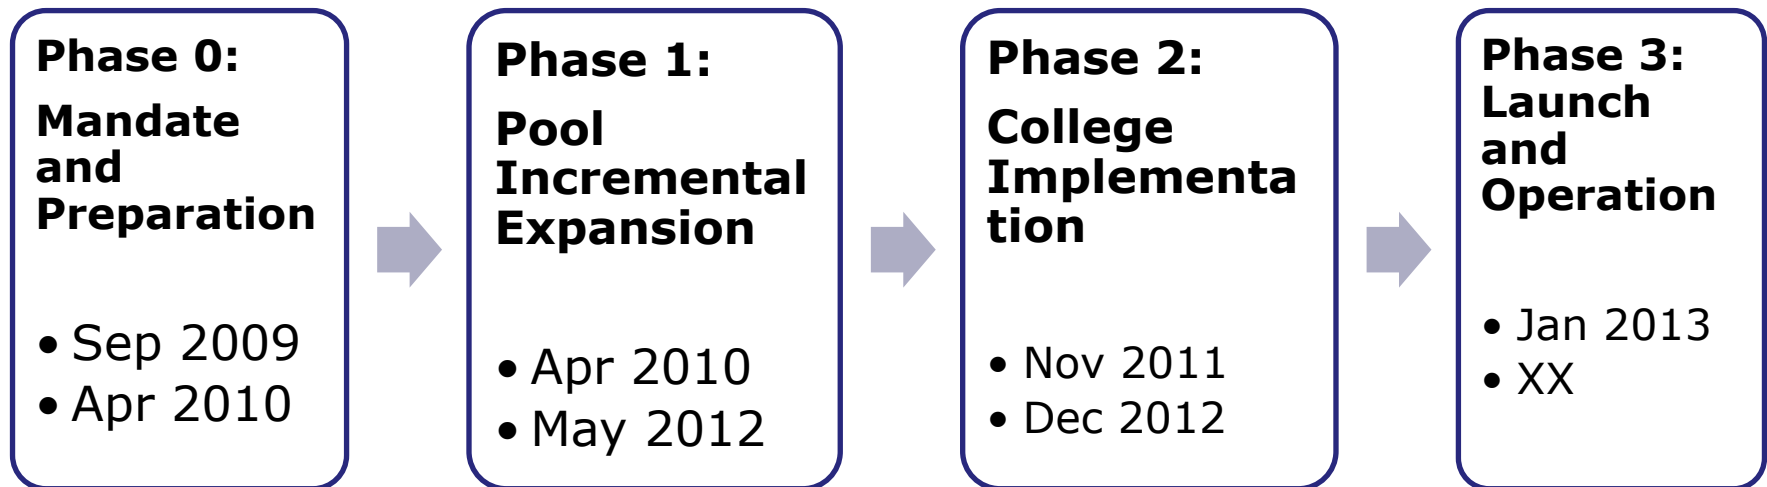 Phase 0:
Mandate
and
Preparation
• Sep 2009
• Apr 2010
Phase 1:
Pool
Incremental
Expansion
• Apr 2010
• May 2012
Phase 2:
College
Implementa
tion
• Nov 2011
• Dec 2012
Phase 3:
Launch
and
Operation
• Jan 2013
• XX